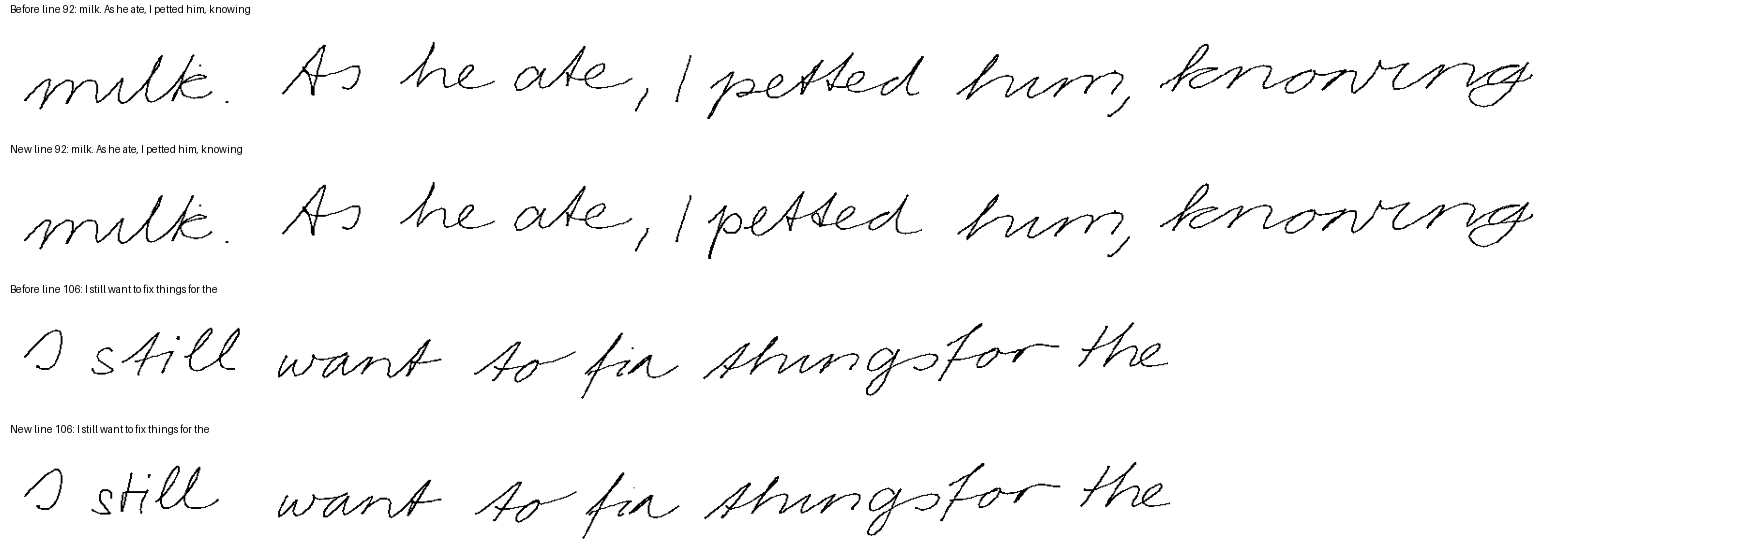 Before line 92: milk. As he ate, I petted him, knowing
milk. As he ate, I petted him, knowing
New line 92: milk. As he ate, I petted him, knowing
milk. As he ate, I petted him, knowing
Before line 106: I still want to fix things for the
I still want to fix things for the
New line 106: I still want to fix things for the
I still want to fix things for the